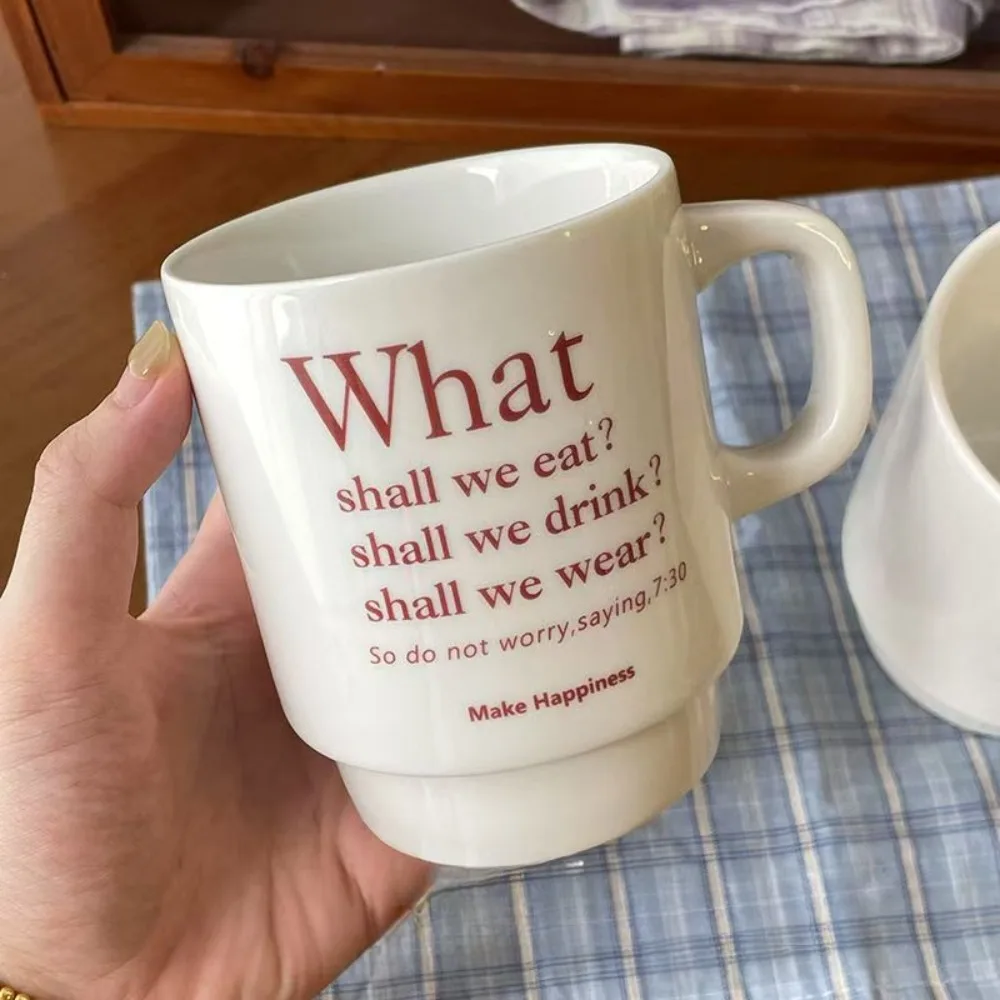 What
shall we eat?
shall we drink?
shall we wear?
So do not worry,saying,7:30
Make Happiness